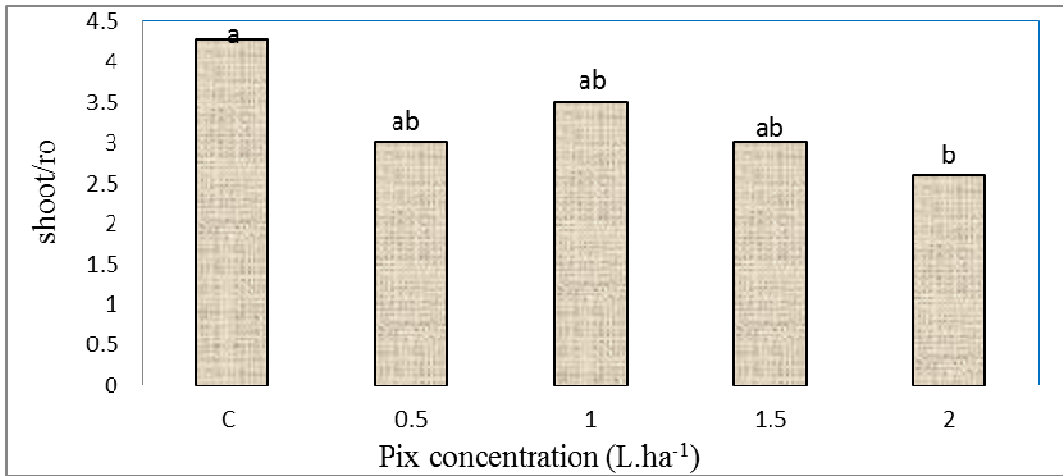 4.5
4
3.5
3
2.5
2
1.5
1
0.5
0
shoot/ro
a
ab
ab
ab
b
C 0.5 1 1.5 2
Pix concentration (L.ha⁻¹)